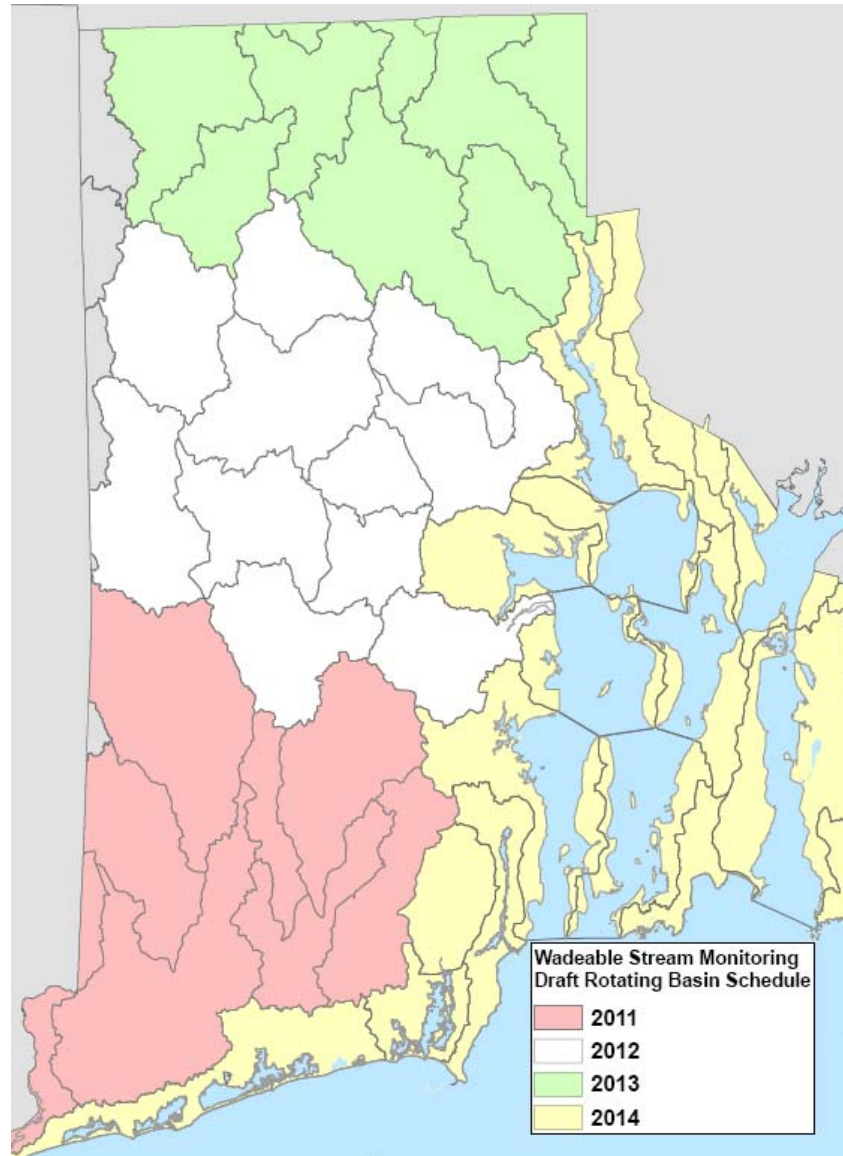 Wadeable Stream Monitoring
Draft Rotating Basin Schedule
2011
2012
2013
2014